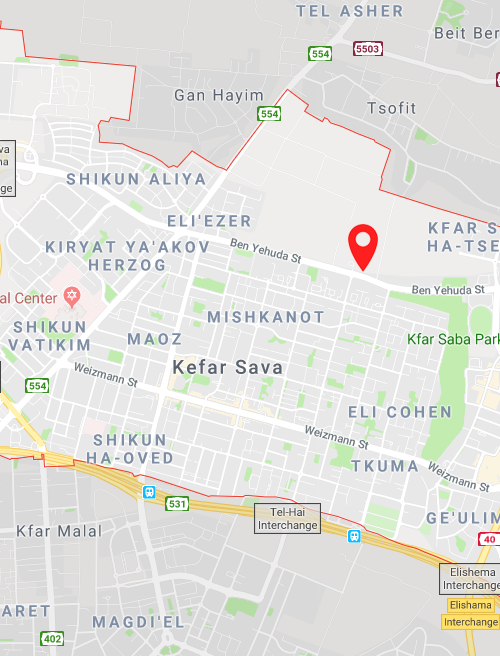 TEL ASHER
554
5503
Beit Ber
Gan Hayim
554
Tsofit
SHIKUN ALIYA
ELI'EZER
KFAR S
HA-TSE
KIRYAT YA'AKOV
HERZOG
Ben Yehuda St
Ben Yehuda St
al Center
MISHKANOT
SHIKUN
VATIKIM
MAOZ
Kfar Saba Park
Kefar Sava
Weizmann St
554
ELI COHEN
Weizmann St
SHIKUN
HA-OVED
TKUMA
Weizmann St
531
Tel-Hai
Interchange
GE'ULIM
Kfar Malal
40
Elishema
Interchange
Elishama
Interchange
ARET
MAGDI'EL
402